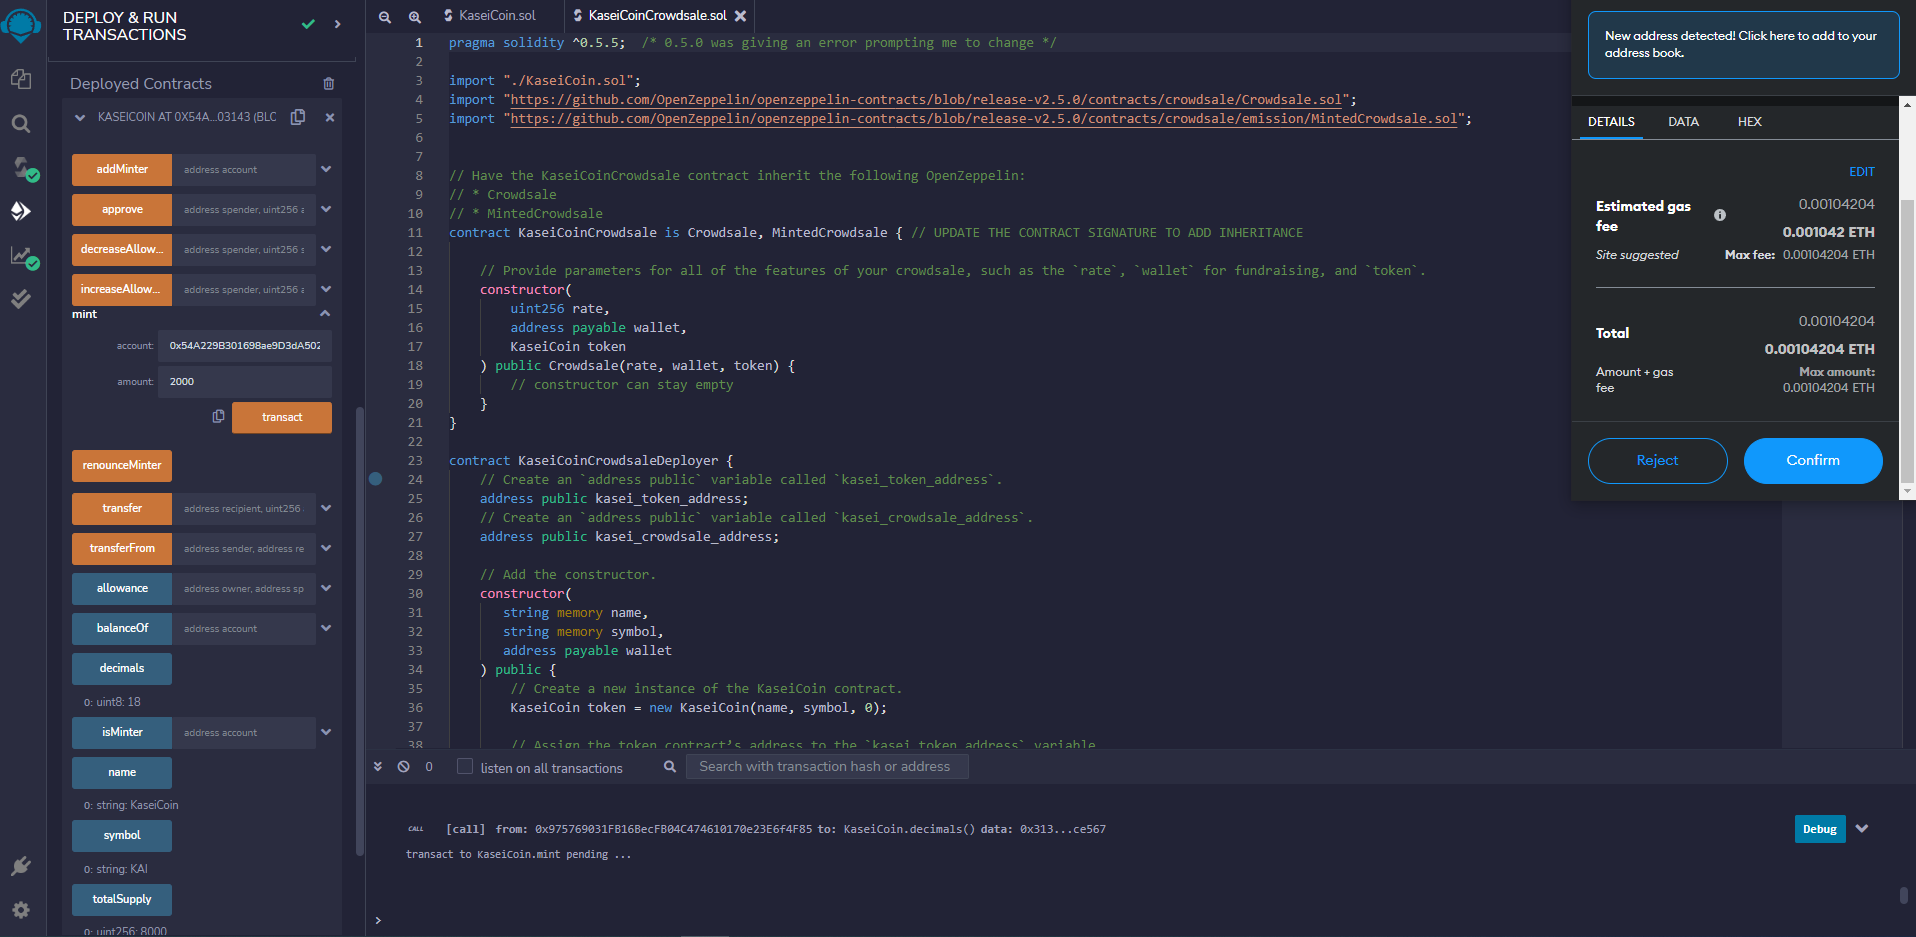 DEPLOY & RUN
TRANSACTIONS
Deployed Contracts
KASEICOIN AT 0X54A...03143 (BLC
addMinter address account
approve address spender, uint256 a
decreaseAllow... address spender, uint256 s
increaseAllow... address spender, uint256 a
mint
account: 0x54A229B301698ae9D3dA502
amount: 2000
transact
renounceMinter
transfer address recipient, uint256
transferFrom address sender, address re
allowance address owner, address sp
balanceOf address account
decimals
0: uint8: 18
isMinter address account
name
0: string: KaseiCoin
symbol
0: string: KAI
totalSupply
0: uint256: 8000
KaseiCoin.sol KaseiCoinCrowdsale.sol
1 pragma solidity ^0.5.5; /* 0.5.0 was giving an error prompting me to change */
2
3 import "./KaseiCoin.sol";
4 import "https://github.com/OpenZeppelin/openzeppelin-contracts/blob/release-v2.5.0/contracts/crowdsale/Crowdsale.sol";
5 import "https://github.com/OpenZeppelin/openzeppelin-contracts/blob/release-v2.5.0/contracts/crowdsale/emission/MintedCrowdsale.sol";
6
7
8 // Have the KaseiCoinCrowdsale contract inherit the following OpenZeppelin:
9 // * Crowdsale
10 // * MintedCrowdsale
11 contract KaseiCoinCrowdsale is Crowdsale, MintedCrowdsale { // UPDATE THE CONTRACT SIGNATURE TO ADD INHERITANCE
12
13 // Provide parameters for all of the features of your crowdsale, such as the `rate`, `wallet` for fundraising, and `token`.
14 constructor(
15 uint256 rate,
16 address payable wallet,
17 KaseiCoin token
18 ) public Crowdsale(rate, wallet, token) {
19 // constructor can stay empty
20 }
21 }
22
23 contract KaseiCoinCrowdsaleDeployer {
24 // Create an `address public` variable called `kasei_token_address`.
25 address public kasei_token_address;
26 // Create an `address public` variable called `kasei_crowdsale_address`.
27 address public kasei_crowdsale_address;
28
29 // Add the constructor.
30 constructor(
31 string memory name,
32 string memory symbol,
33 address payable wallet
34 ) public {
35 // Create a new instance of the KaseiCoin contract.
36 KaseiCoin token = new KaseiCoin(name, symbol, 0);
37
38 // Assign the token contract's address to the `kasei_token_address` variable
0 listen on all transactions Search with transaction hash or address
CALL [call] from: 0x975769031FB16BecFB04C474610170e23E6f4F85 to: KaseiCoin.decimals() data: 0x313...ce567
Debug
transact to KaseiCoin.mint pending ...
>
New address detected! Click here to add to your
address book.
DETAILS DATA HEX
EDIT
Estimated gas
fee
0.00104204
0.001042 ETH
Site suggested Max fee: 0.00104204 ETH
Total
0.00104204
0.00104204 ETH
Amount + gas
fee
Max amount:
0.00104204 ETH
Reject Confirm